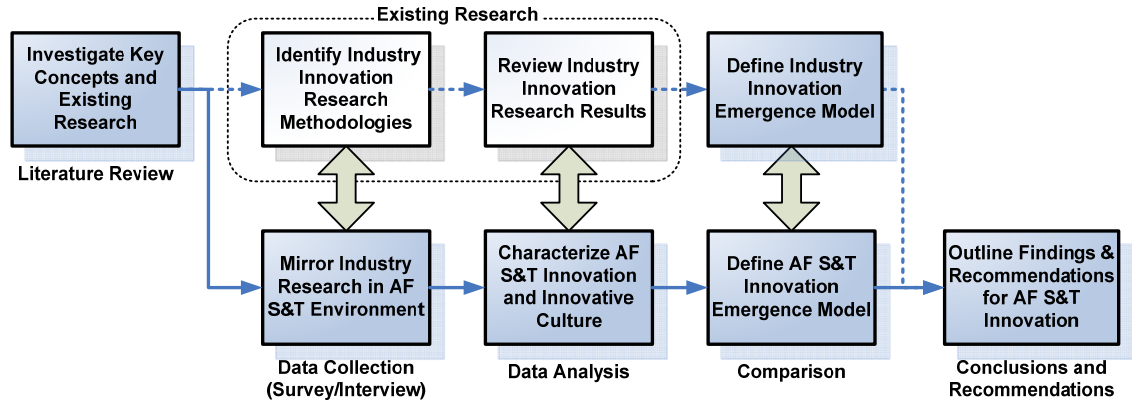 Existing Research
Investigate Key
Concepts and
Existing
Research
Literature Review
Identify Industry
Innovation
Research
Methodologies
Review Industry
Innovation
Research Results
Define Industry
Innovation
Emergence Model
Mirror Industry
Research in AF
S&T Environment
Data Collection
(Survey/Interview)
Characterize AF
S&T Innovation
and Innovative
Culture
Data Analysis
Define AF S&T
Innovation
Emergence Model
Comparison
Outline Findings &
Recommendations
for AF S&T
Innovation
Conclusions and
Recommendations